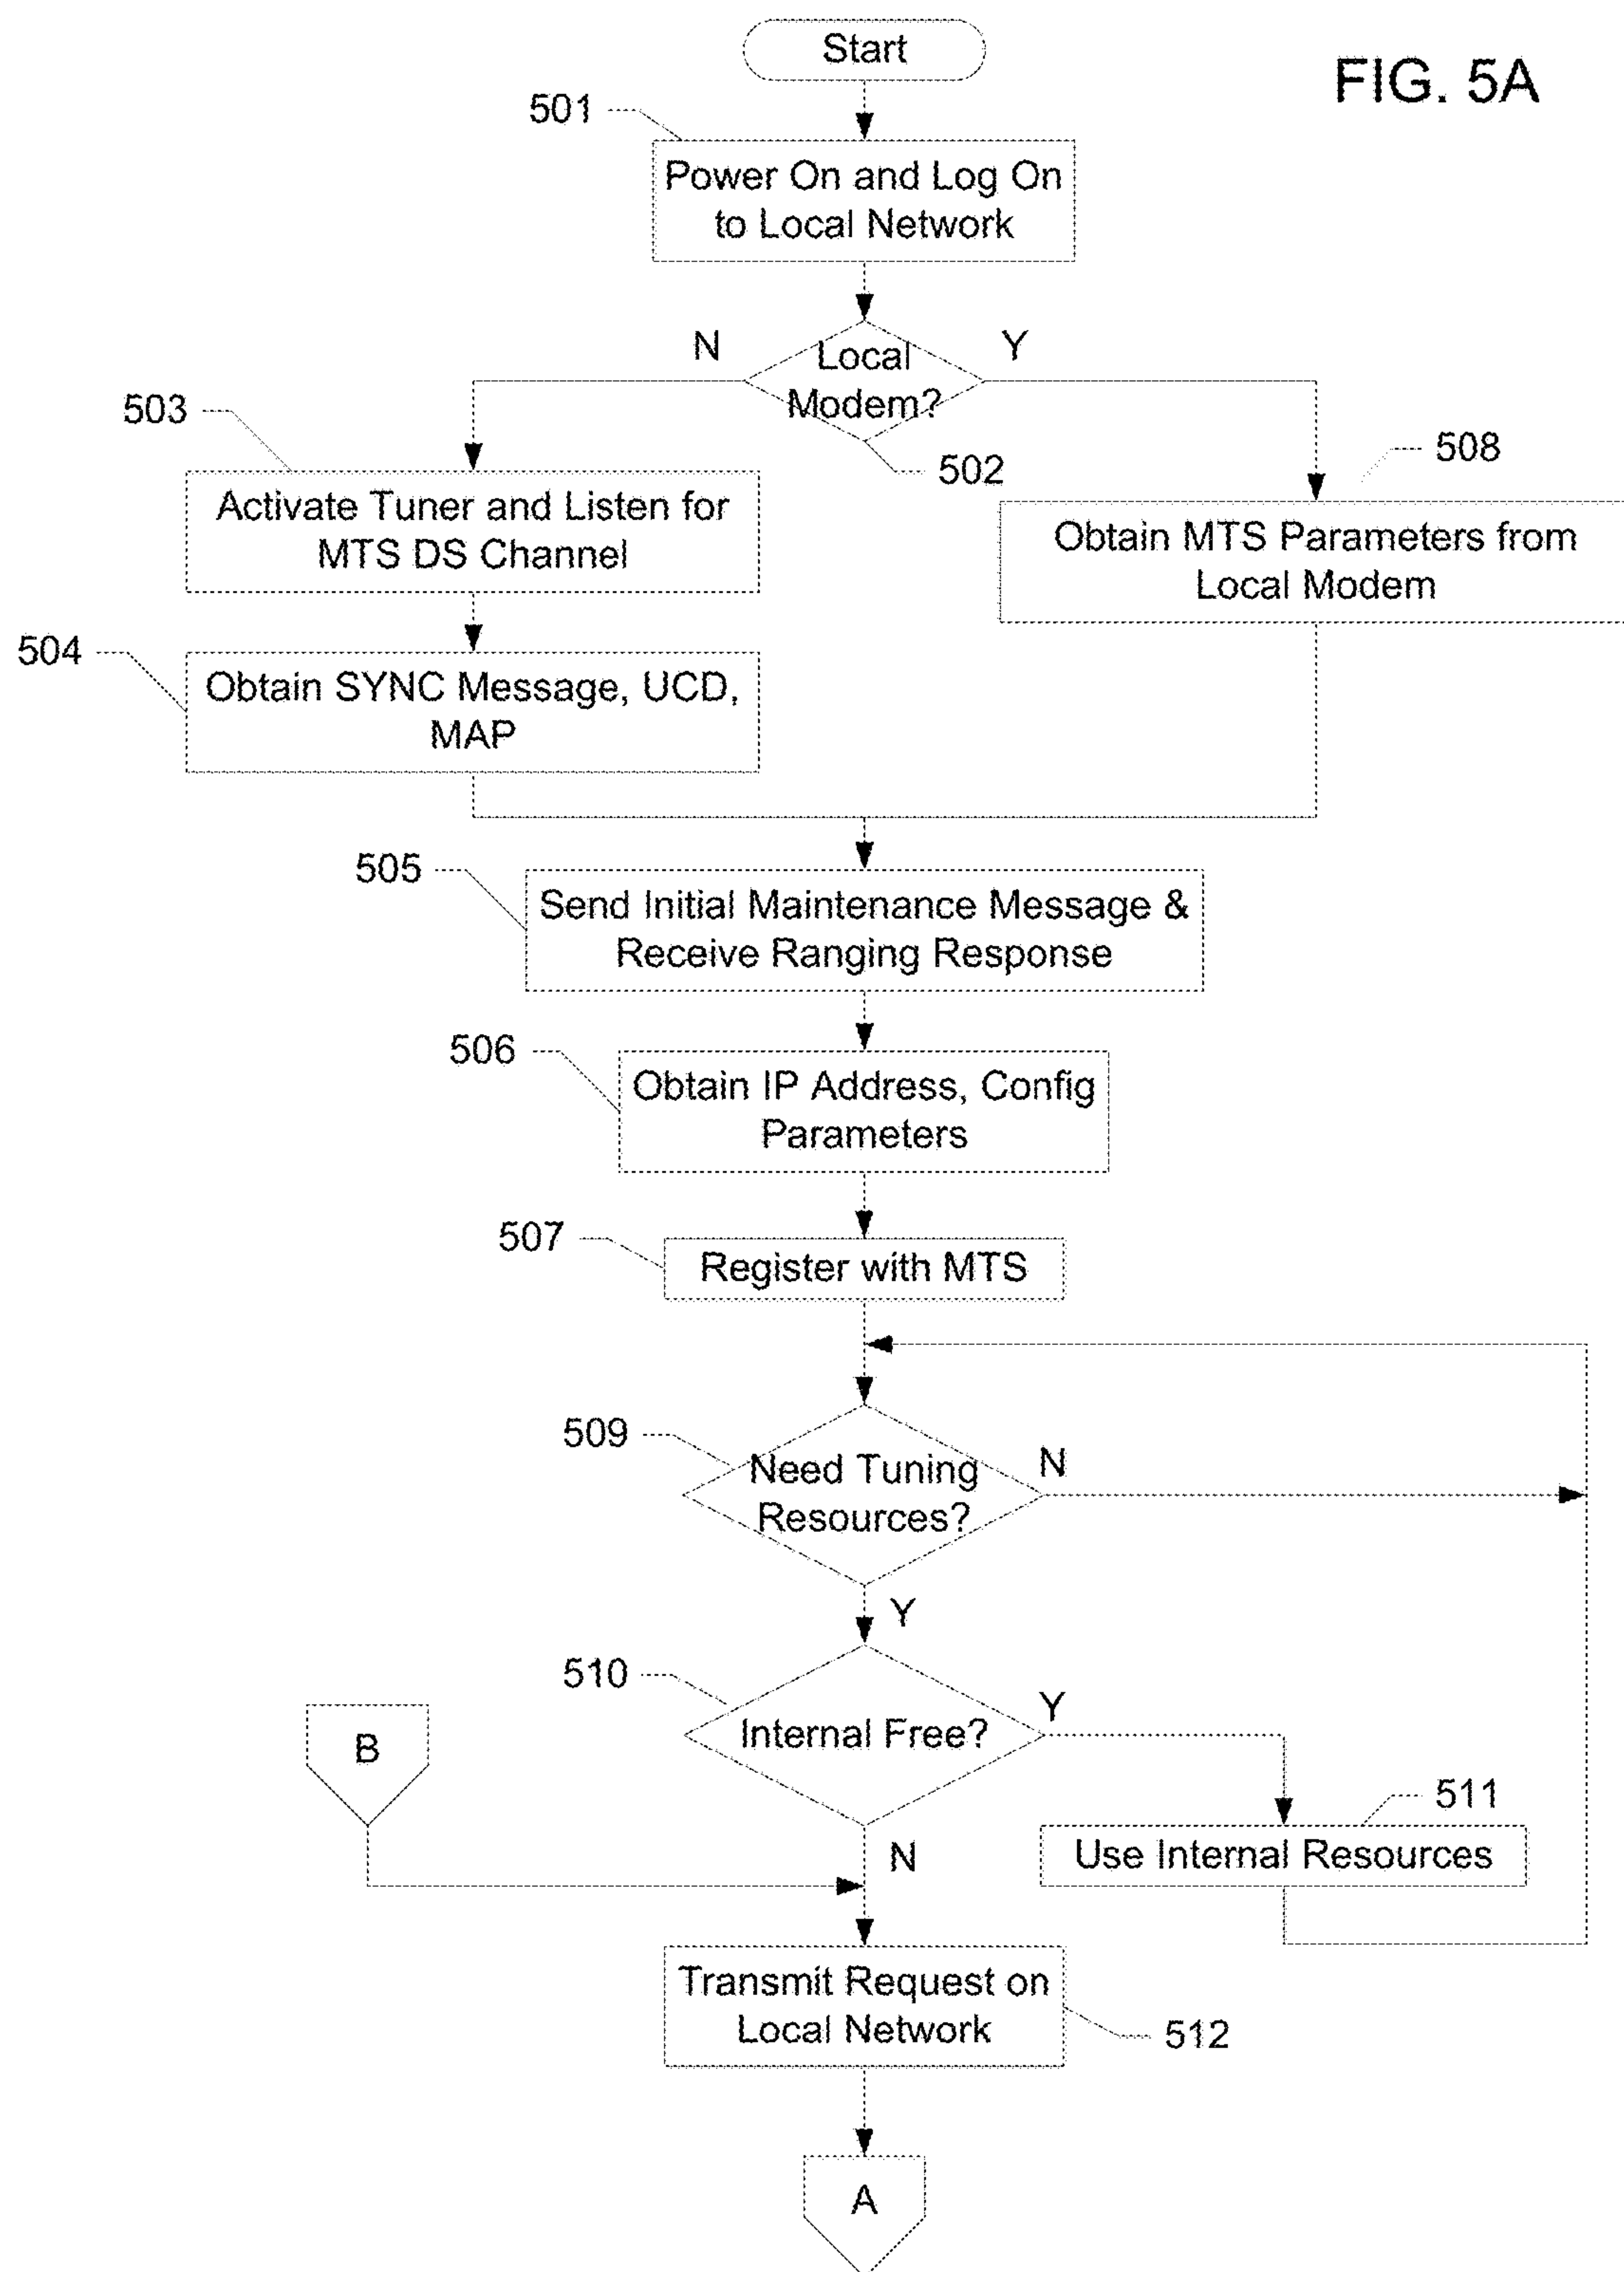 Start
FIG. 5A
501
Power On and Log On
to Local Network
N
Y
Local
Modem?
502
503
Activate Tuner and Listen for
MTS DS Channel
508
Obtain MTS Parameters from
Local Modem
504
Obtain SYNC Message, UCD,
MAP
505
Send Initial Maintenance Message &
Receive Ranging Response
506
Obtain IP Address, Config
Parameters
507
Register with MTS
509
Need Tuning
Resources?
N
Y
510
Internal Free?
Y
B
511
Use Internal Resources
N
Transmit Request on
Local Network
512
A